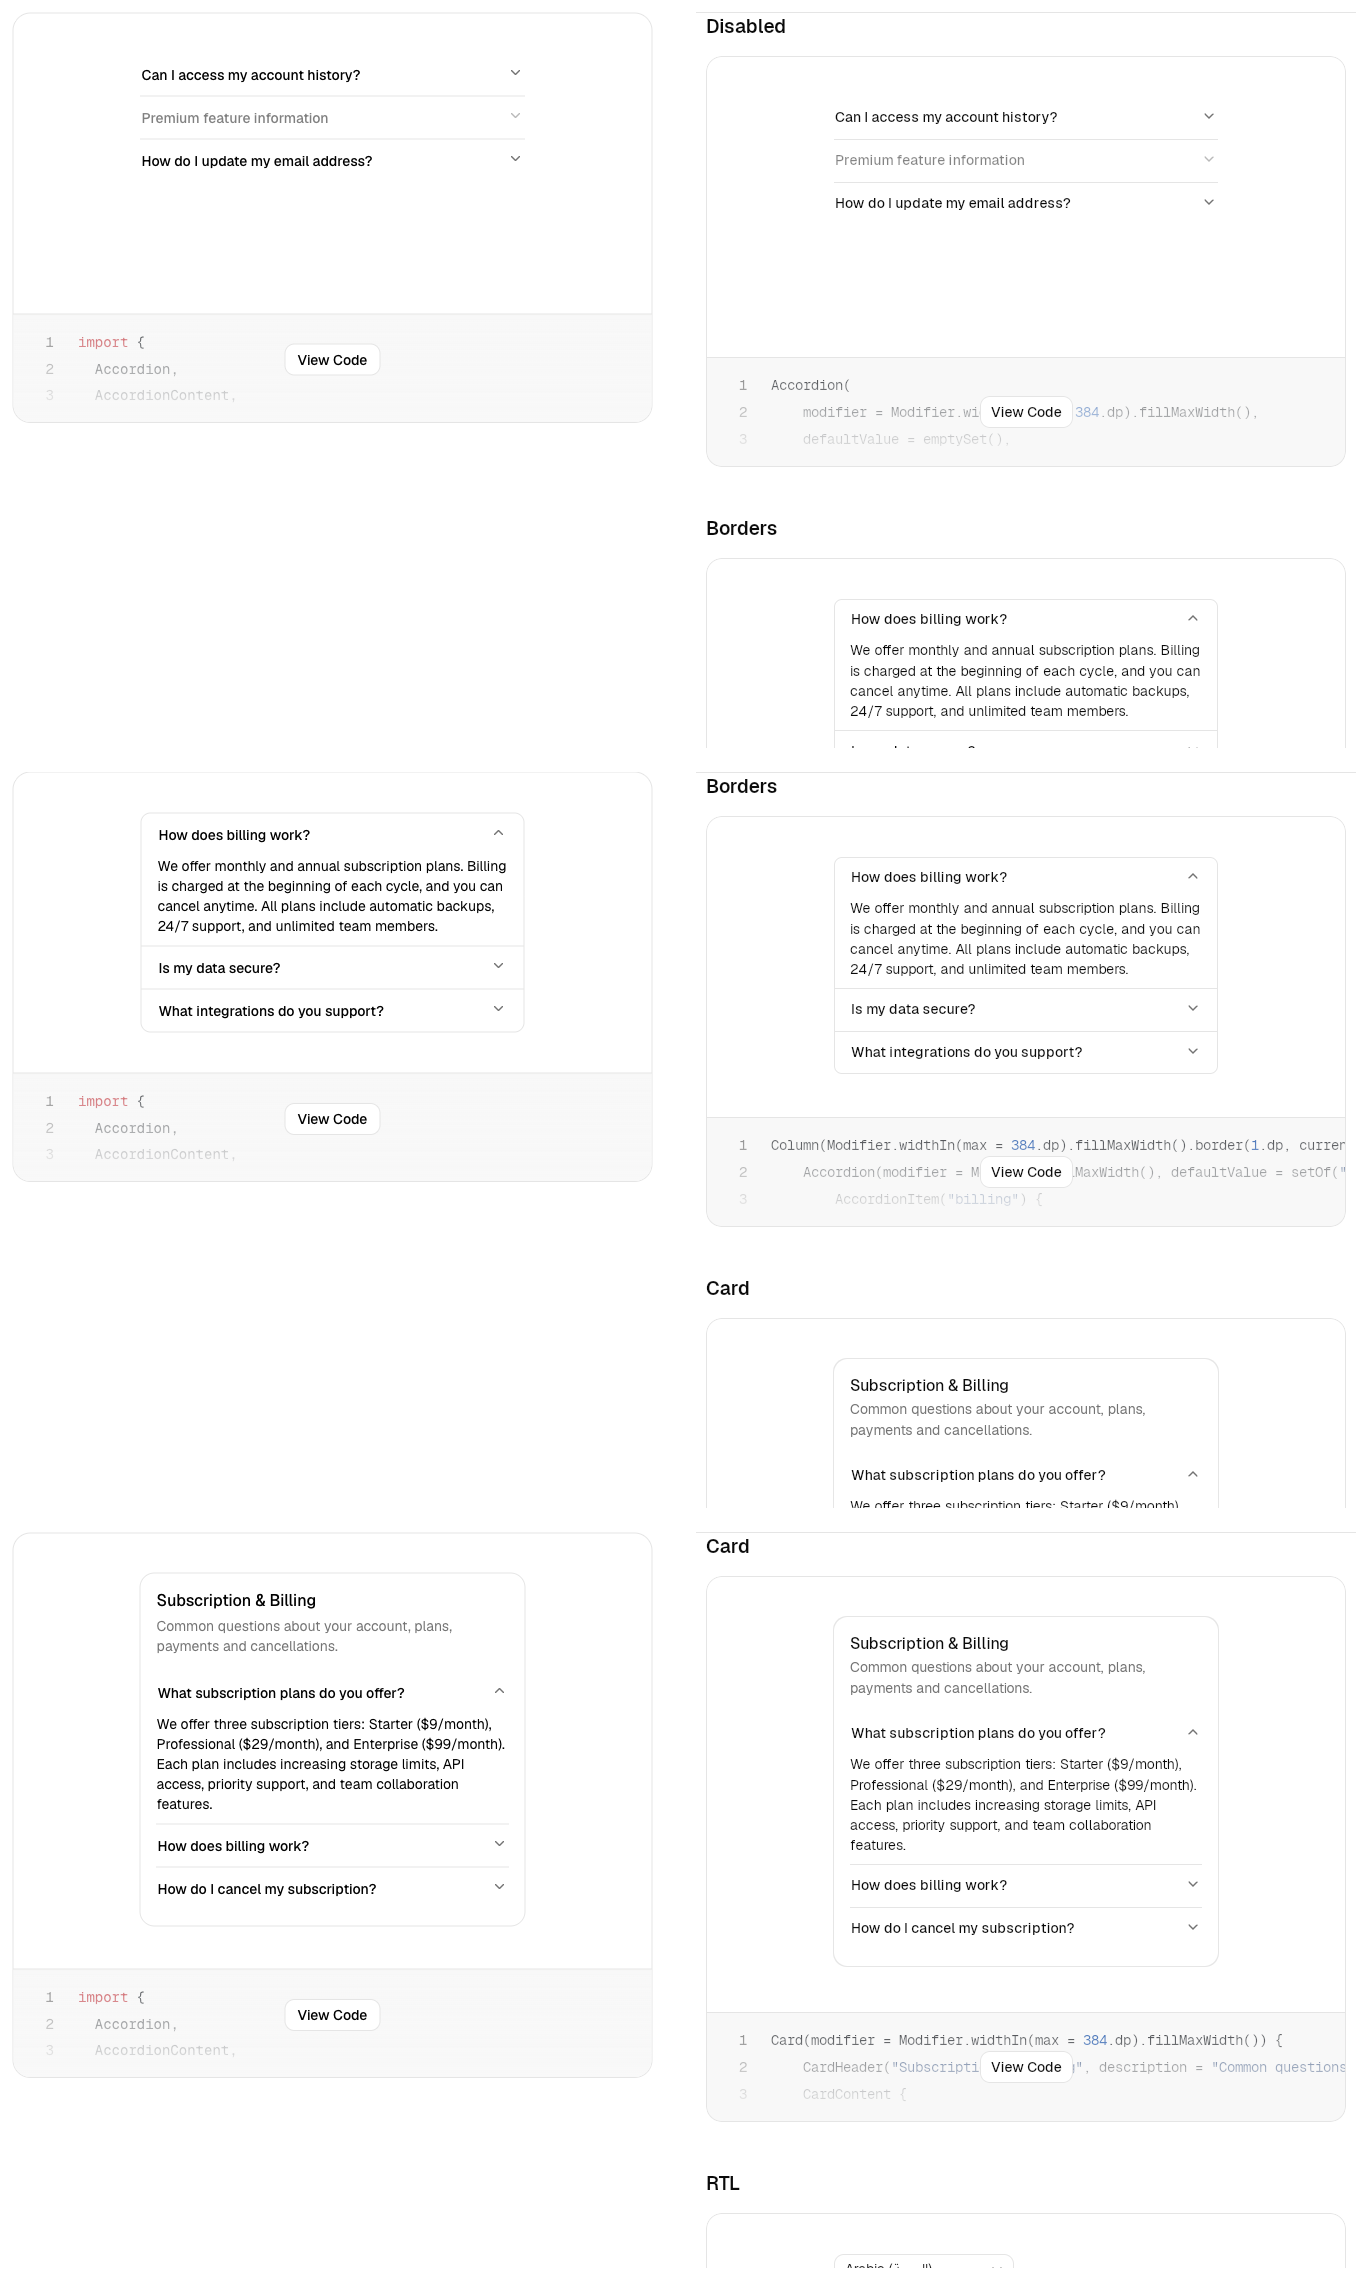 Can I access my account history?
Premium feature information
How do I update my email address?
1 import {
2 Accordion,
3 AccordionContent,
View Code
Disabled
Can I access my account history?
Premium feature information
How do I update my email address?
1 Accordion(
2 modifier = Modifier.wi View Code 384.dp).fillMaxWidth(),
3 defaultValue = emptySet(),
Borders
How does billing work?
We offer monthly and annual subscription plans. Billing
is charged at the beginning of each cycle, and you can
cancel anytime. All plans include automatic backups,
24/7 support, and unlimited team members.
How does billing work?
We offer monthly and annual subscription plans. Billing
is charged at the beginning of each cycle, and you can
cancel anytime. All plans include automatic backups,
24/7 support, and unlimited team members.
Is my data secure?
What integrations do you support?
1 import {
2 Accordion,
3 AccordionContent,
View Code
Borders
How does billing work?
We offer monthly and annual subscription plans. Billing
is charged at the beginning of each cycle, and you can
cancel anytime. All plans include automatic backups,
24/7 support, and unlimited team members.
Is my data secure?
What integrations do you support?
1 Column(Modifier.widthIn(max = 384.dp).fillMaxWidth().border(1.dp, curren
2 Accordion(modifier = M View Code lMaxWidth(), defaultValue = setOf("
3 AccordionItem("billing") {
Card
Subscription & Billing
Common questions about your account, plans,
payments and cancellations.
What subscription plans do you offer?
We offer three subscription tiers: Starter ($9/month),
Subscription & Billing
Common questions about your account, plans,
payments and cancellations.
What subscription plans do you offer?
We offer three subscription tiers: Starter ($9/month),
Professional ($29/month), and Enterprise ($99/month).
Each plan includes increasing storage limits, API
access, priority support, and team collaboration
features.
How does billing work?
How do I cancel my subscription?
1 import {
2 Accordion,
3 AccordionContent,
View Code
Card
Subscription & Billing
Common questions about your account, plans,
payments and cancellations.
What subscription plans do you offer?
We offer three subscription tiers: Starter ($9/month),
Professional ($29/month), and Enterprise ($99/month).
Each plan includes increasing storage limits, API
access, priority support, and team collaboration
features.
How does billing work?
How do I cancel my subscription?
1 Card(modifier = Modifier.widthIn(max = 384.dp).fillMaxWidth()) {
2 CardHeader("Subscripti View Code ", description = "Common questions
3 CardContent {
RTL